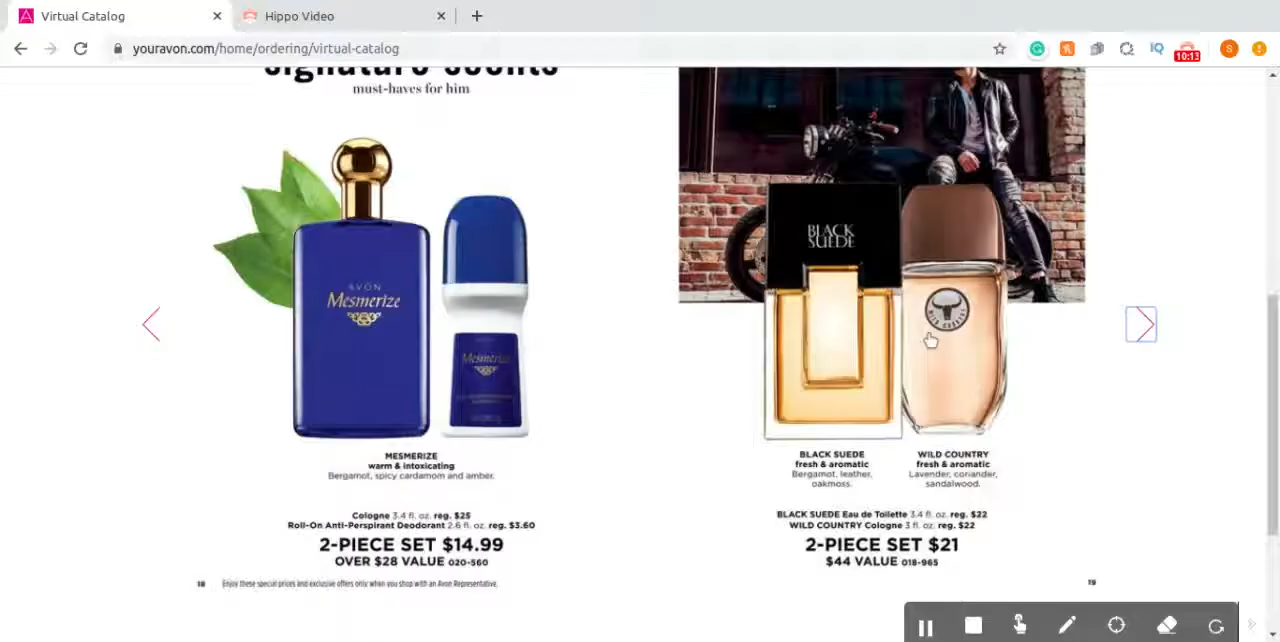 Virtual Catalog
Hippo Video
youravon.com/home/ordering/virtual-catalog
IQ
10:13
S
signature scents
must-haves for him
AVON
Mesmerize
Mesmerize
BLACK
SUEDE
WILD COUNTRY
MESMERIZE
warm & intoxicating
Bergamot, spicy cardamom and amber.
Cologne 3.4 fl. oz. reg. $25
Roll-On Anti-Perspirant Deodorant 2.6 fl. oz. reg. $3.60
2-PIECE SET $14.99
OVER $28 VALUE 020-560
18 Enjoy these special prices and exclusive offers only when you shop with an Avon Representative.
BLACK SUEDE
fresh & aromatic
Bergamot, leather,
oakmoss.
WILD COUNTRY
fresh & aromatic
Lavender, coriander,
sandalwood.
BLACK SUEDE Eau de Toilette 3.4 fl. oz. reg. $22
WILD COUNTRY Cologne 3 fl. oz. reg. $22
2-PIECE SET $21
$44 VALUE 018-965
19